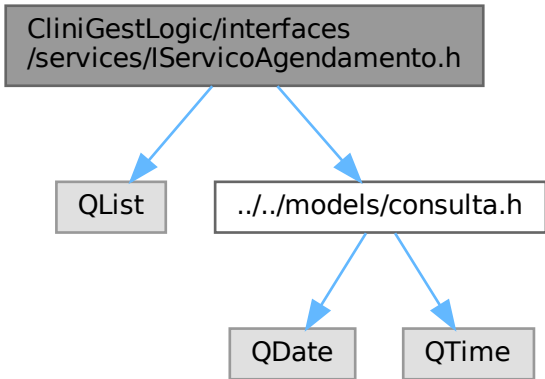 CliniGestLogic/interfaces
/services/IServicoAgendamento.h
QList
../../models/consulta.h
QDate
QTime